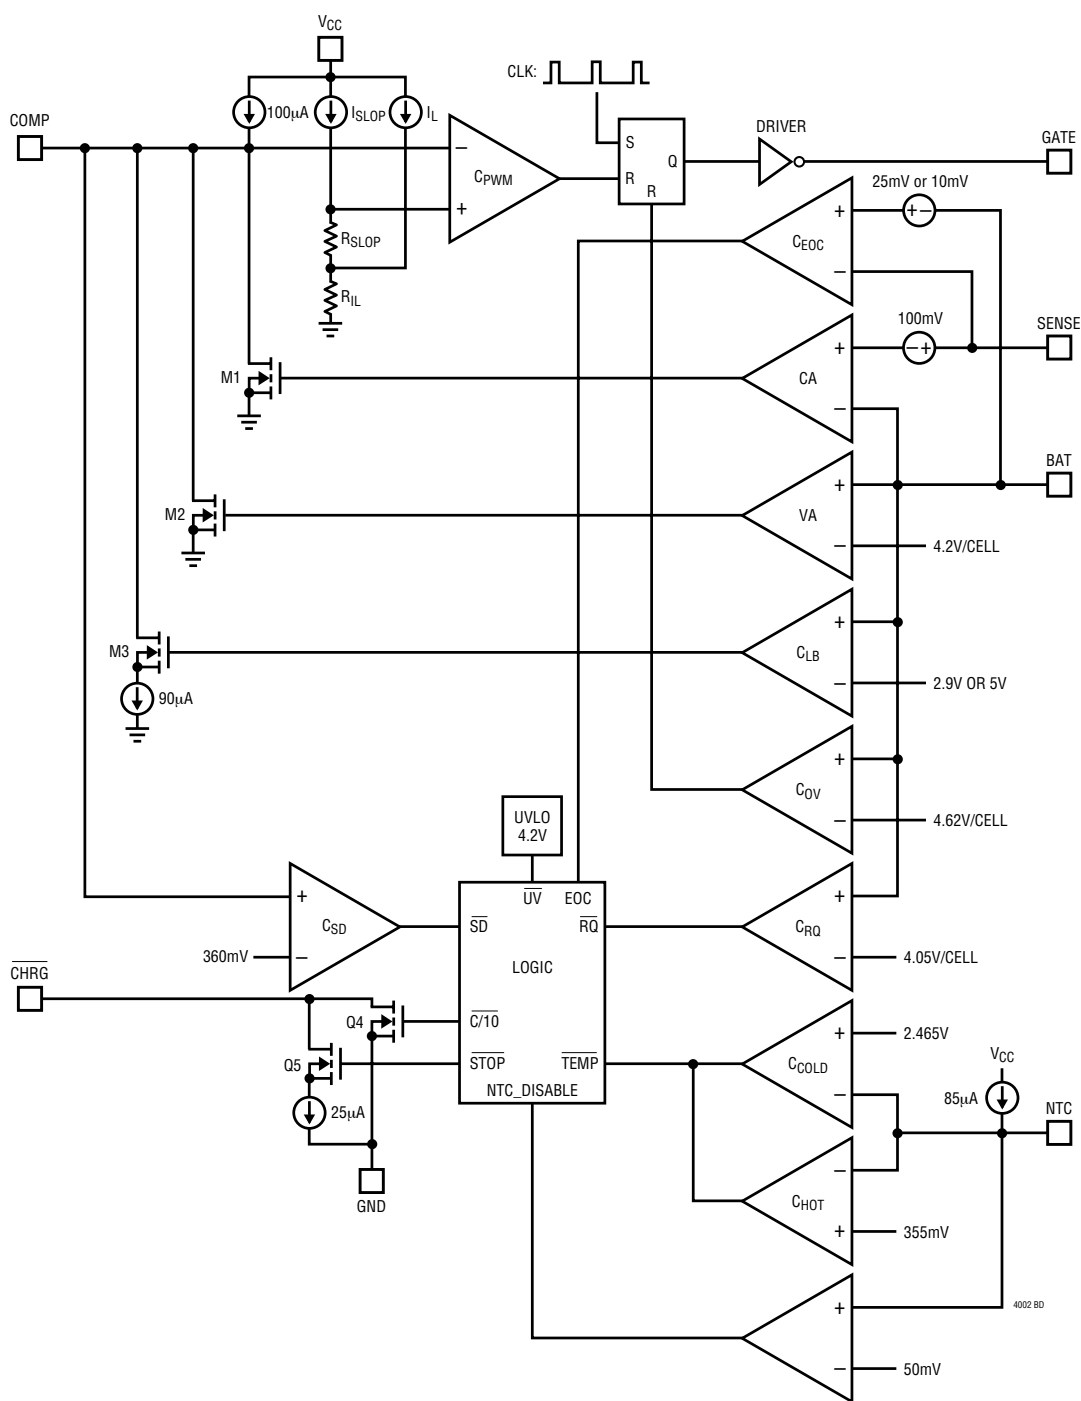 VCC
CLK:
COMP
100µA
ISLOP
IL
DRIVER
GATE
−
CPWM
+
S
R
Q
R
25mV or 10mV
+
+−
CEOC
−
RSLOP
RIL
100mV
SENSE
+
−+
M1
CA
−
BAT
+
M2
VA
−
4.2V/CELL
+
M3
CLB
−
2.9V OR 5V
90µA
+
COV
−
4.62V/CELL
UVLO
4.2V
+
CSD
−
360mV
UV
EOC
SD
RQ
LOGIC
C/10
STOP
TEMP
NTC_DISABLE
+
CRQ
−
4.05V/CELL
CHRG
Q4
Q5
25µA
GND
+
2.465V
CCOLD
−
VCC
85µA
NTC
−
CHOT
+
355mV
+
4002 BD
−
50mV